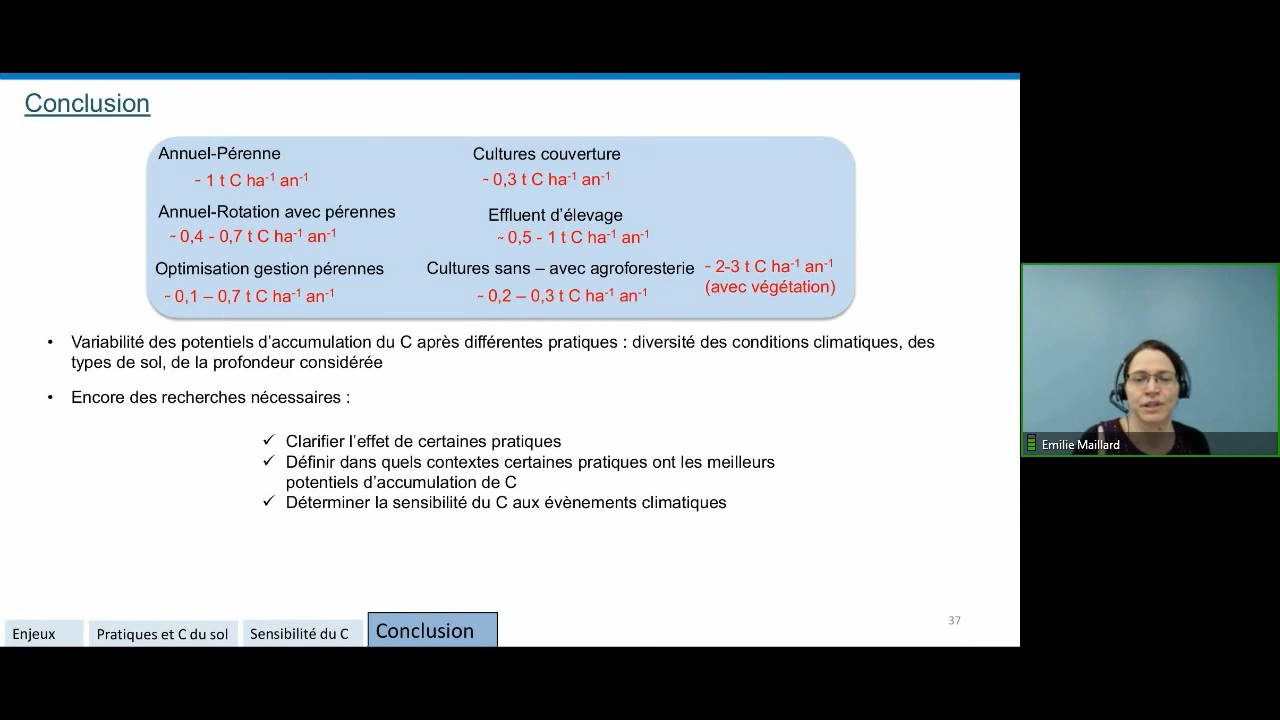 Conclusion
Annuel-Pérenne
~ 1 t C ha⁻¹ an⁻¹
Cultures couverture
~ 0,3 t C ha⁻¹ an⁻¹
Annuel-Rotation avec pérennes
~ 0,4 - 0,7 t C ha⁻¹ an⁻¹
Effluent d’élevage
~ 0,5 - 1 t C ha⁻¹ an⁻¹
Optimisation gestion pérennes
~ 0,1 – 0,7 t C ha⁻¹ an⁻¹
Cultures sans – avec agroforesterie
~ 0,2 – 0,3 t C ha⁻¹ an⁻¹
~ 2-3 t C ha⁻¹ an⁻¹
(avec végétation)
• Variabilité des potentiels d’accumulation du C après différentes pratiques : diversité des conditions climatiques, des
types de sol, de la profondeur considérée
• Encore des recherches nécessaires :
✓ Clarifier l’effet de certaines pratiques
✓ Définir dans quels contextes certaines pratiques ont les meilleurs
potentiels d’accumulation de C
✓ Déterminer la sensibilité du C aux évènements climatiques
37
Enjeux
Pratiques et C du sol
Sensibilité du C
Conclusion
Emilie Maillard